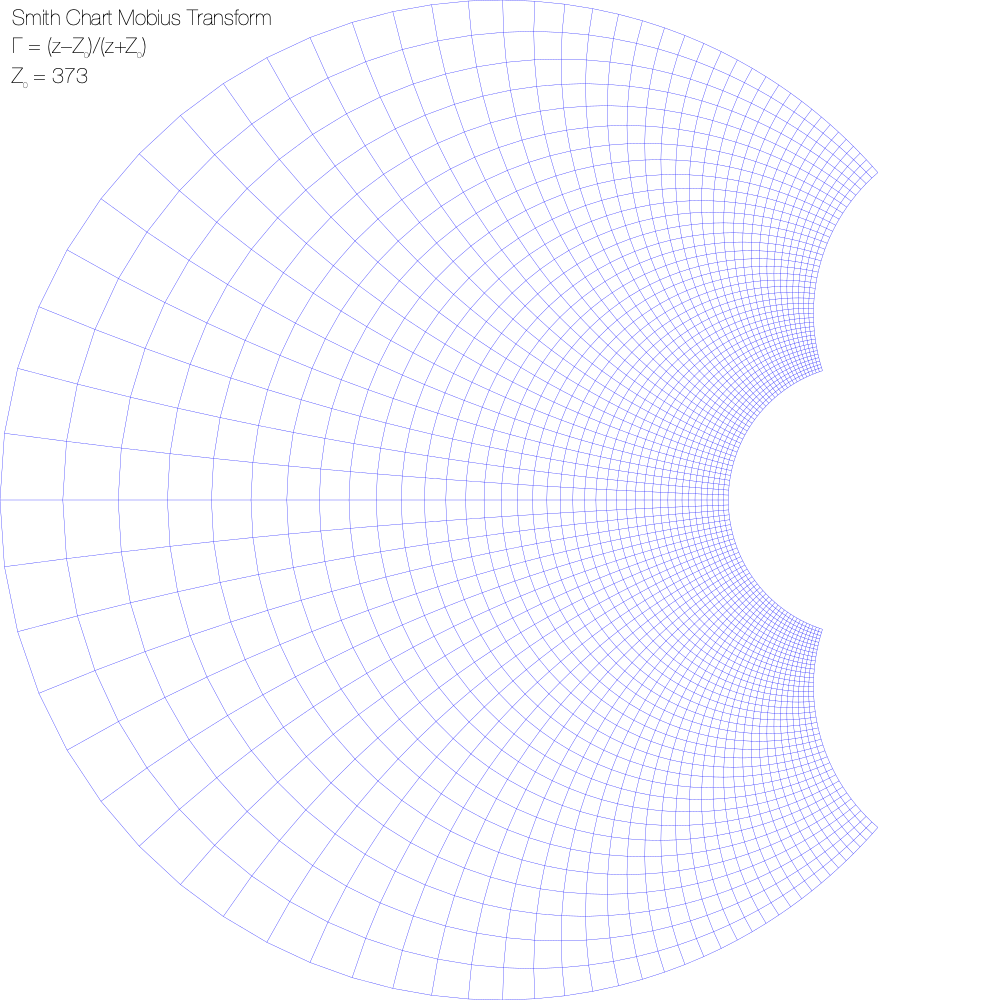 Smith Chart Mobius Transform
Γ = (z−Z₀)/(z+Z₀)
Z₀ = 373